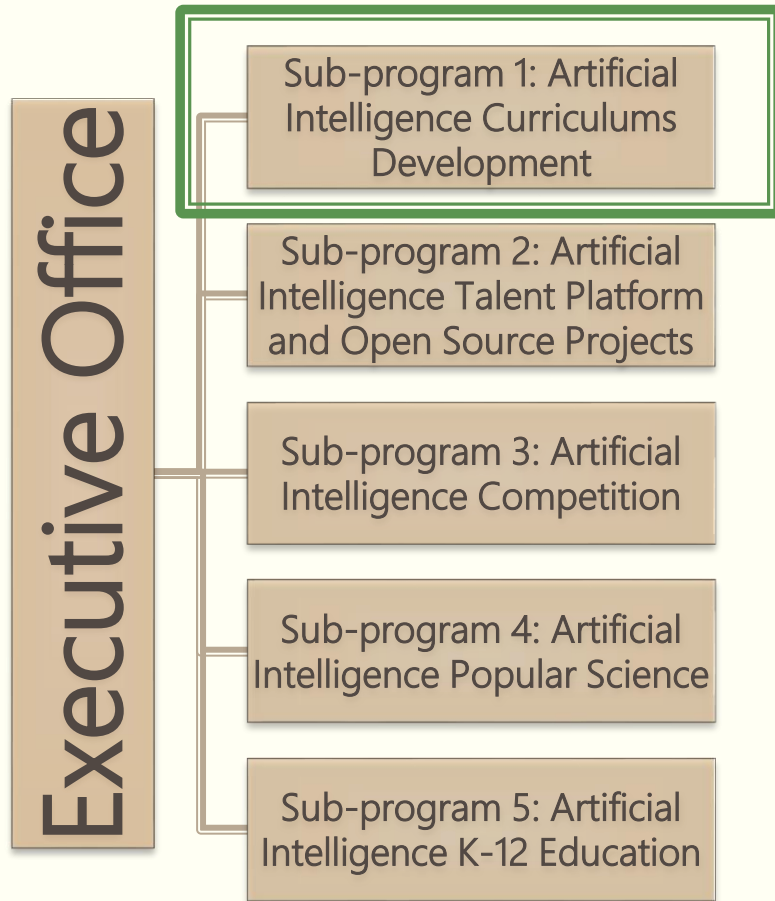 Executive Office
Sub-program 1: Artificial
Intelligence Curriculums
Development
Sub-program 2: Artificial
Intelligence Talent Platform
and Open Source Projects
Sub-program 3: Artificial
Intelligence Competition
Sub-program 4: Artificial
Intelligence Popular Science
Sub-program 5: Artificial
Intelligence K-12 Education